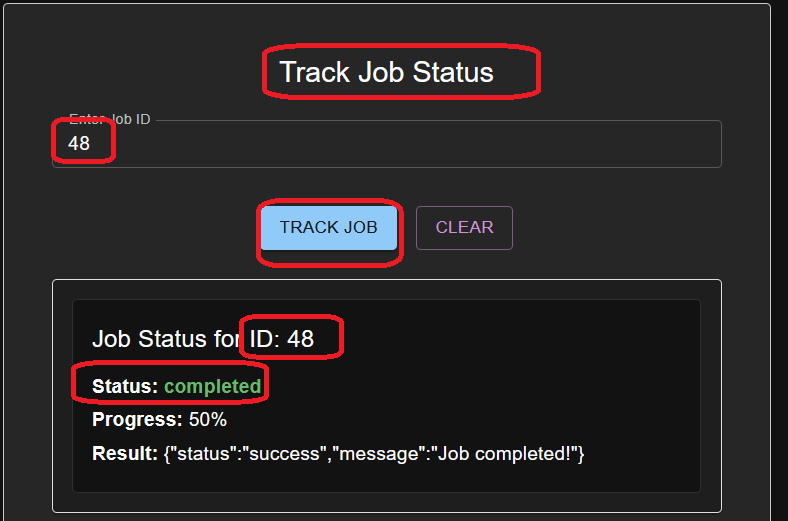 Track Job Status
Enter Job ID
48
TRACK JOB CLEAR
Job Status for ID: 48
Status: completed
Progress: 50%
Result: {"status":"success","message":"Job completed!"}